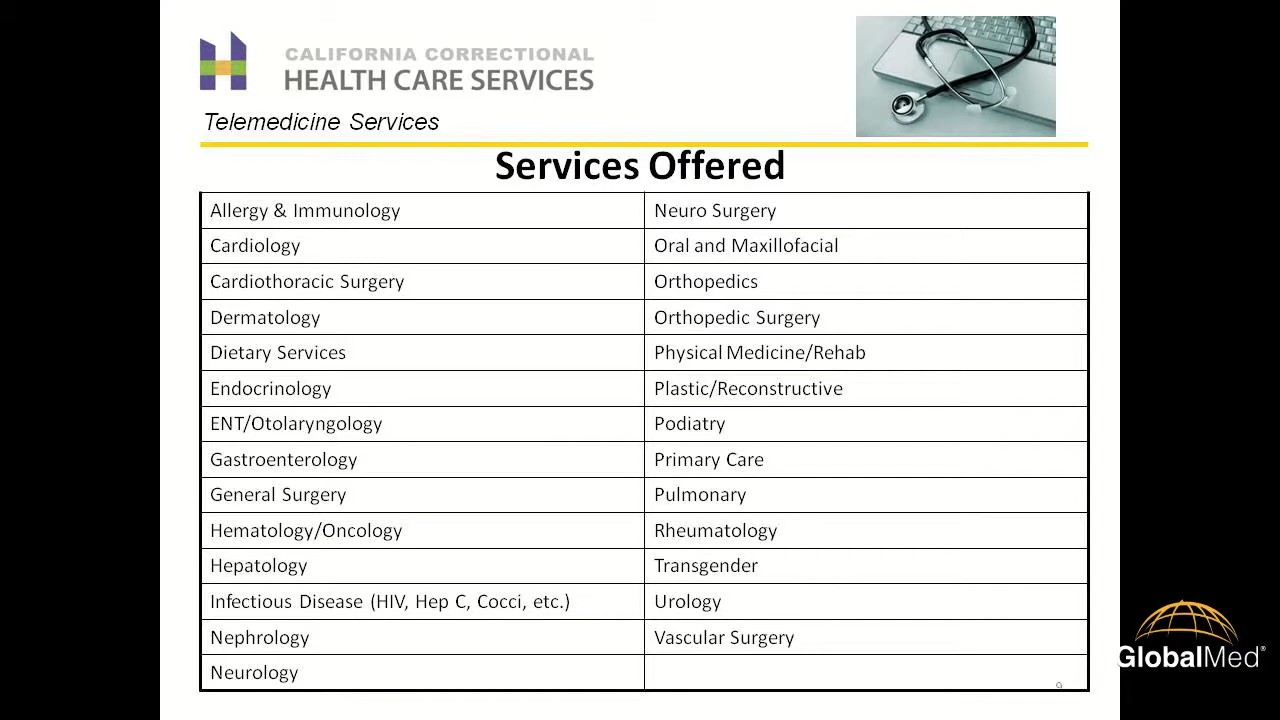 CALIFORNIA CORRECTIONAL
HEALTH CARE SERVICES
Telemedicine Services
Services Offered
Allergy & Immunology
Neuro Surgery
Cardiology
Oral and Maxillofacial
Cardiothoracic Surgery
Orthopedics
Dermatology
Orthopedic Surgery
Dietary Services
Physical Medicine/Rehab
Endocrinology
Plastic/Reconstructive
ENT/Otolaryngology
Podiatry
Gastroenterology
Primary Care
General Surgery
Pulmonary
Hematology/Oncology
Rheumatology
Hepatology
Transgender
Infectious Disease (HIV, Hep C, Cocci, etc.)
Urology
Nephrology
Vascular Surgery
Neurology
9
GlobalMed®